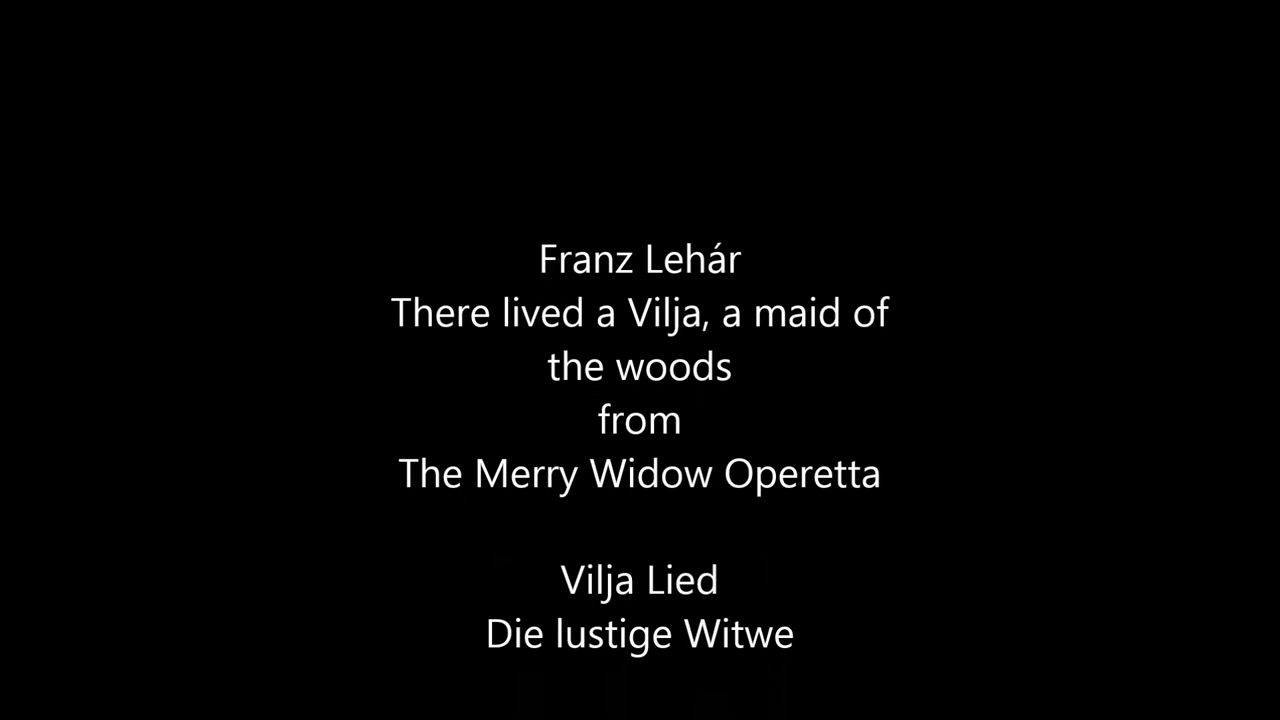 Franz Lehár
There lived a Vilja, a maid of
the woods
from
The Merry Widow Operetta
Vilja Lied
Die lustige Witwe